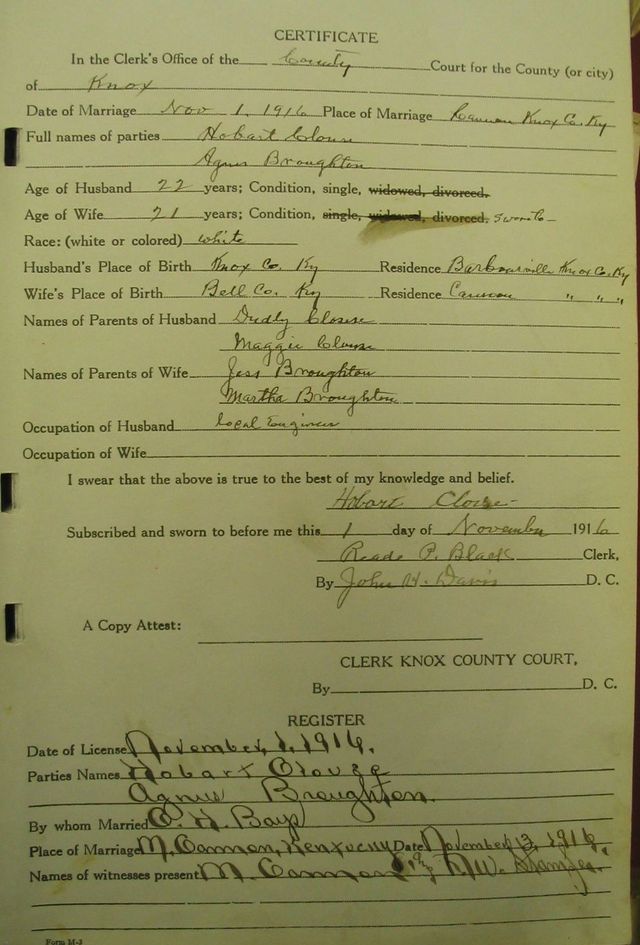 CERTIFICATE
In the Clerk's Office of the County Court for the County (or city)
of Knox
Date of Marriage Nov 1, 1916 Place of Marriage Cannon Knox Co. Ky
Full names of parties Hobart Clouse
Agnes Broughton
Age of Husband 22 years; Condition, single, widowed, divorced.
Age of Wife 21 years; Condition, single, widowed, divorced.
Race: (white or colored) White
Husband's Place of Birth Knox Co. Ky Residence Barbourville Knox Co. Ky
Wife's Place of Birth Bell Co. Ky Residence Cannon " " "
Names of Parents of Husband Dudly Clouse
Maggie Clouse
Names of Parents of Wife Jess Broughton
Martha Broughton
Occupation of Husband Local Engineer
Occupation of Wife
I swear that the above is true to the best of my knowledge and belief.
Hobart Clouse
Subscribed and sworn to before me this 1 day of November 1916
Reade P. Black Clerk,
By John H. Davis D. C.
A Copy Attest:
CLERK KNOX COUNTY COURT,
By D. C.
REGISTER
Date of License November, 1, 1916.
Parties Names Hobart Clouse
Agnus Broughton.
By whom Married Bays
Place of Marriage Cannon, Kentucky Date November 1916.
Names of witnesses present Cannon
Form M-3